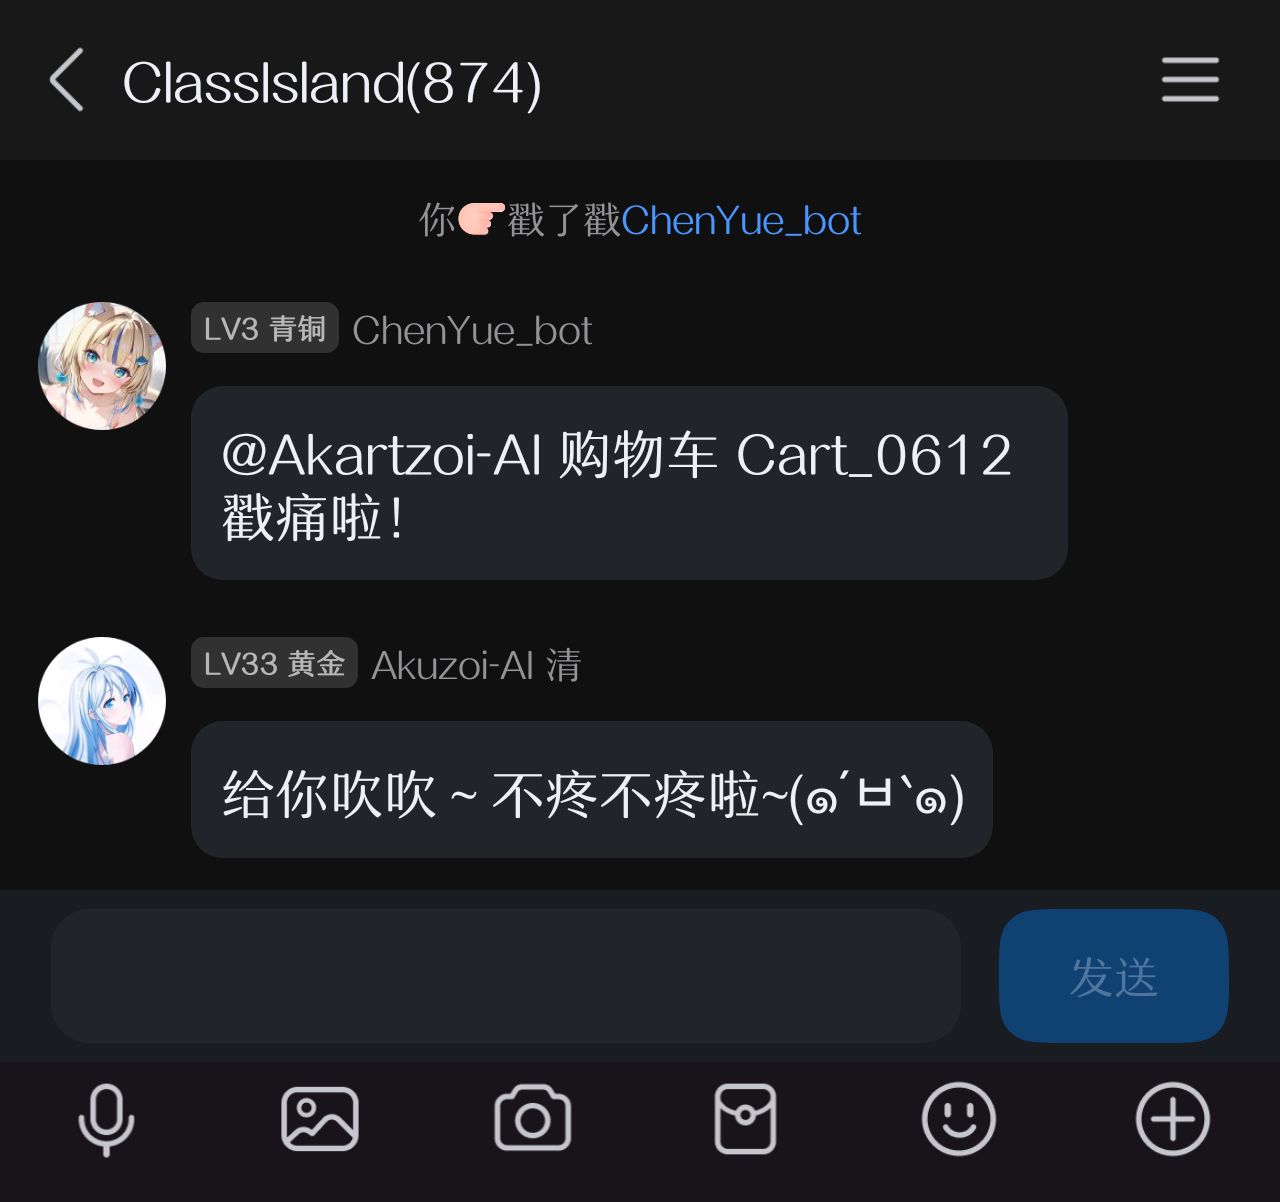 ClassIsland(874)
你👉戳了戳ChenYue_bot
LV3 青铜 ChenYue_bot
@Akartzoi-AI 购物车 Cart_0612
戳痛啦！
LV33 黄金 Akuzoi-AI 清
给你吹吹～不疼不疼啦~(๑´ㅂ`๑)
发送